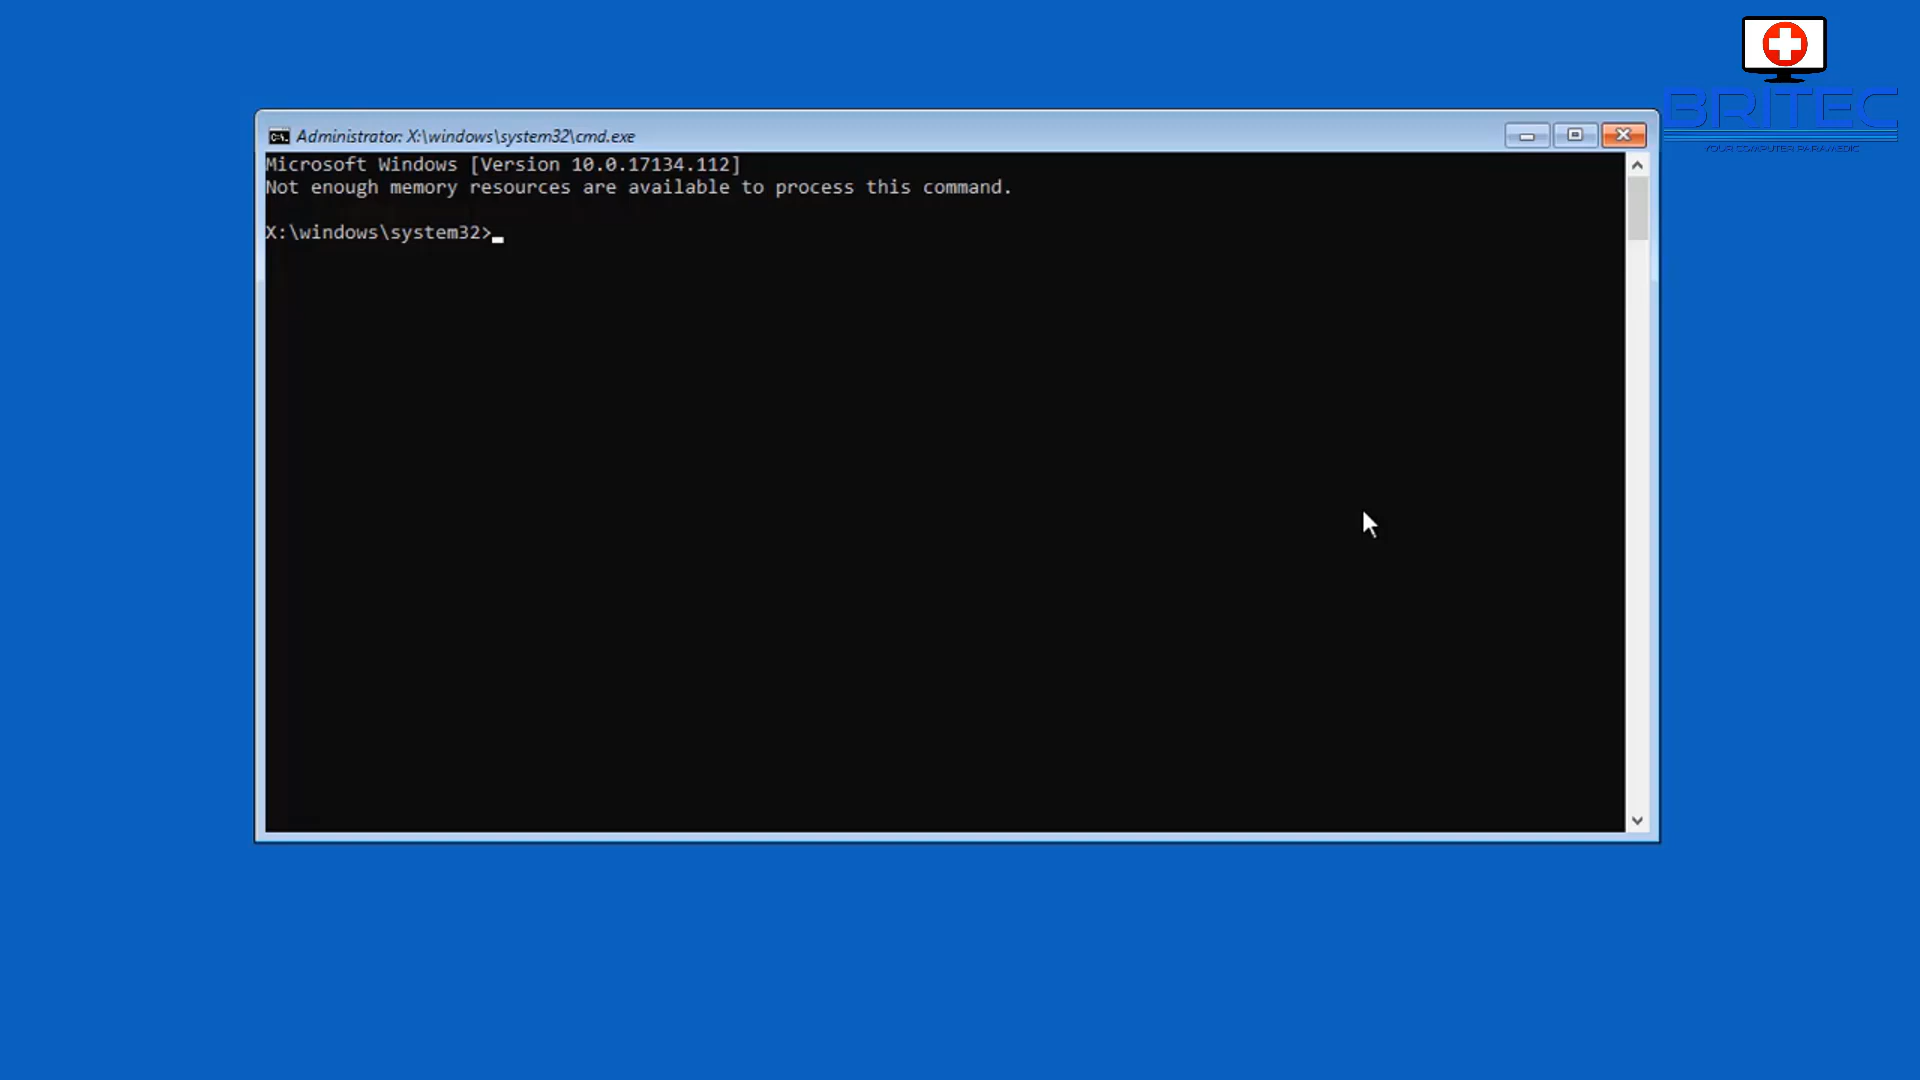 BRITEC
YOUR COMPUTER PARAMEDIC
Administrator: X:\windows\system32\cmd.exe
Microsoft Windows [Version 10.0.17134.112]
Not enough memory resources are available to process this command.
X:\windows\system32>